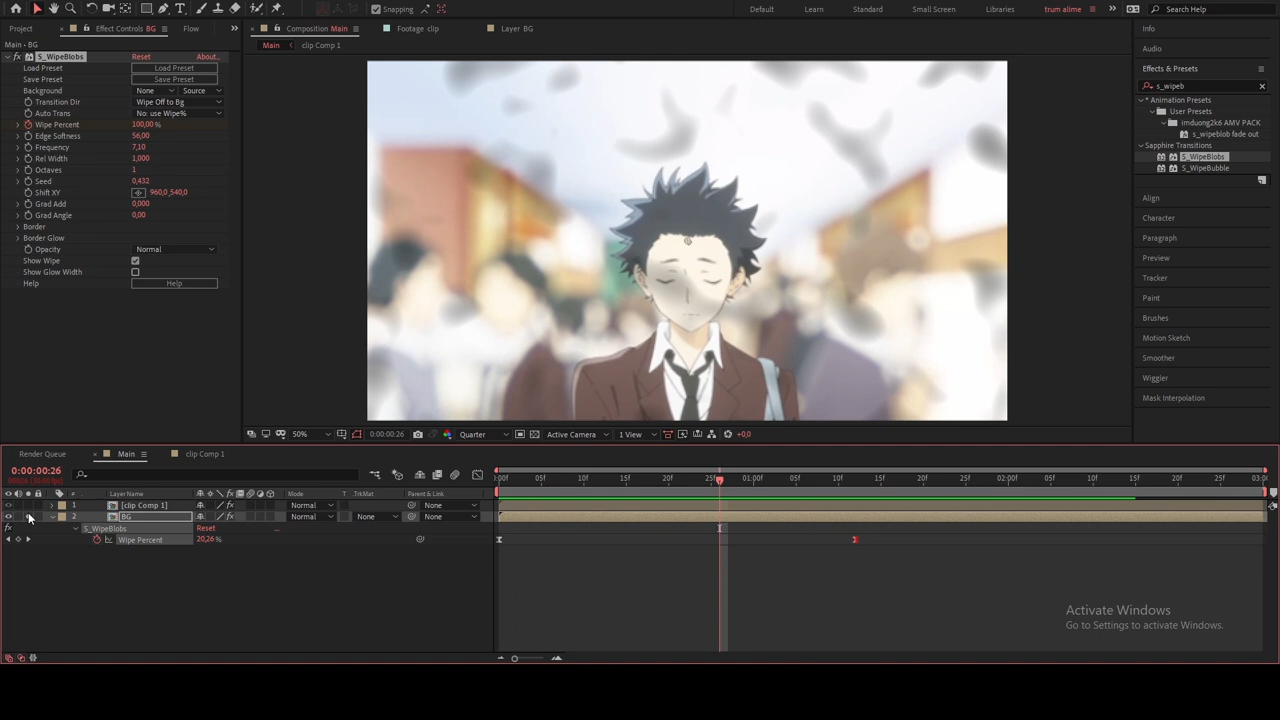 Snapping
Default
Learn
Standard
Small Screen
Libraries
trum alime
Search Help
Project
Effect Controls BG
Flow
Composition Main
Footage clip
Layer BG
Main • BG
Main
clip Comp 1
S_WipeBlobs Reset About...
Load Preset Load Preset
Save Preset Save Preset
Background None Source
Transition Dir Wipe Off to Bg
Auto Trans No: use Wipe%
Wipe Percent 100,00 %
Edge Softness 56,00
Frequency 7,10
Rel Width 1,000
Octaves 1
Seed 0,432
Shift XY 960,0,540,0
Grad Add 0,000
Grad Angle 0,00
Border
Border Glow
Opacity Normal
Show Wipe
Show Glow Width
Help Help
Info
Audio
Effects & Presets
s_wipeb
* Animation Presets
User Presets
imduong2k6 AMV PACK
s_wipeblob fade out
Sapphire Transitions
S_WipeBlobs
S_WipeBubble
Align
Character
Paragraph
Preview
Tracker
Paint
Brushes
Motion Sketch
Smoother
Wiggler
Mask Interpolation
50%
0:00:00:26
Quarter
Active Camera
1 View
+0,0
Render Queue
Main
clip Comp 1
0:00:00:26
# Layer Name Mode T .TrkMat Parent & Link
:00f 05f 10f 15f 20f 25f 05f 10f 15f 20f 25f 02:00f 05f 10f 15f 20f 25f 03:0
1 [clip Comp 1] Normal None
2 BG Normal None None
S_WipeBlobs Reset ...
Wipe Percent 20,26 %
Activate Windows
Go to Settings to activate Windows.